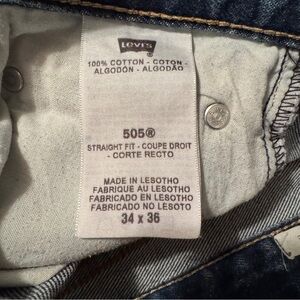 Levi's
100% COTTON - COTON -
ALGODÓN - ALGODÃO
505®
STRAIGHT FIT - COUPE DROIT
- CORTE RECTO
MADE IN LESOTHO
FABRIQUE AU LESOTHO
FABRICADO EN LESOTHO
FABRICADO NO LESOTO
34 x 36